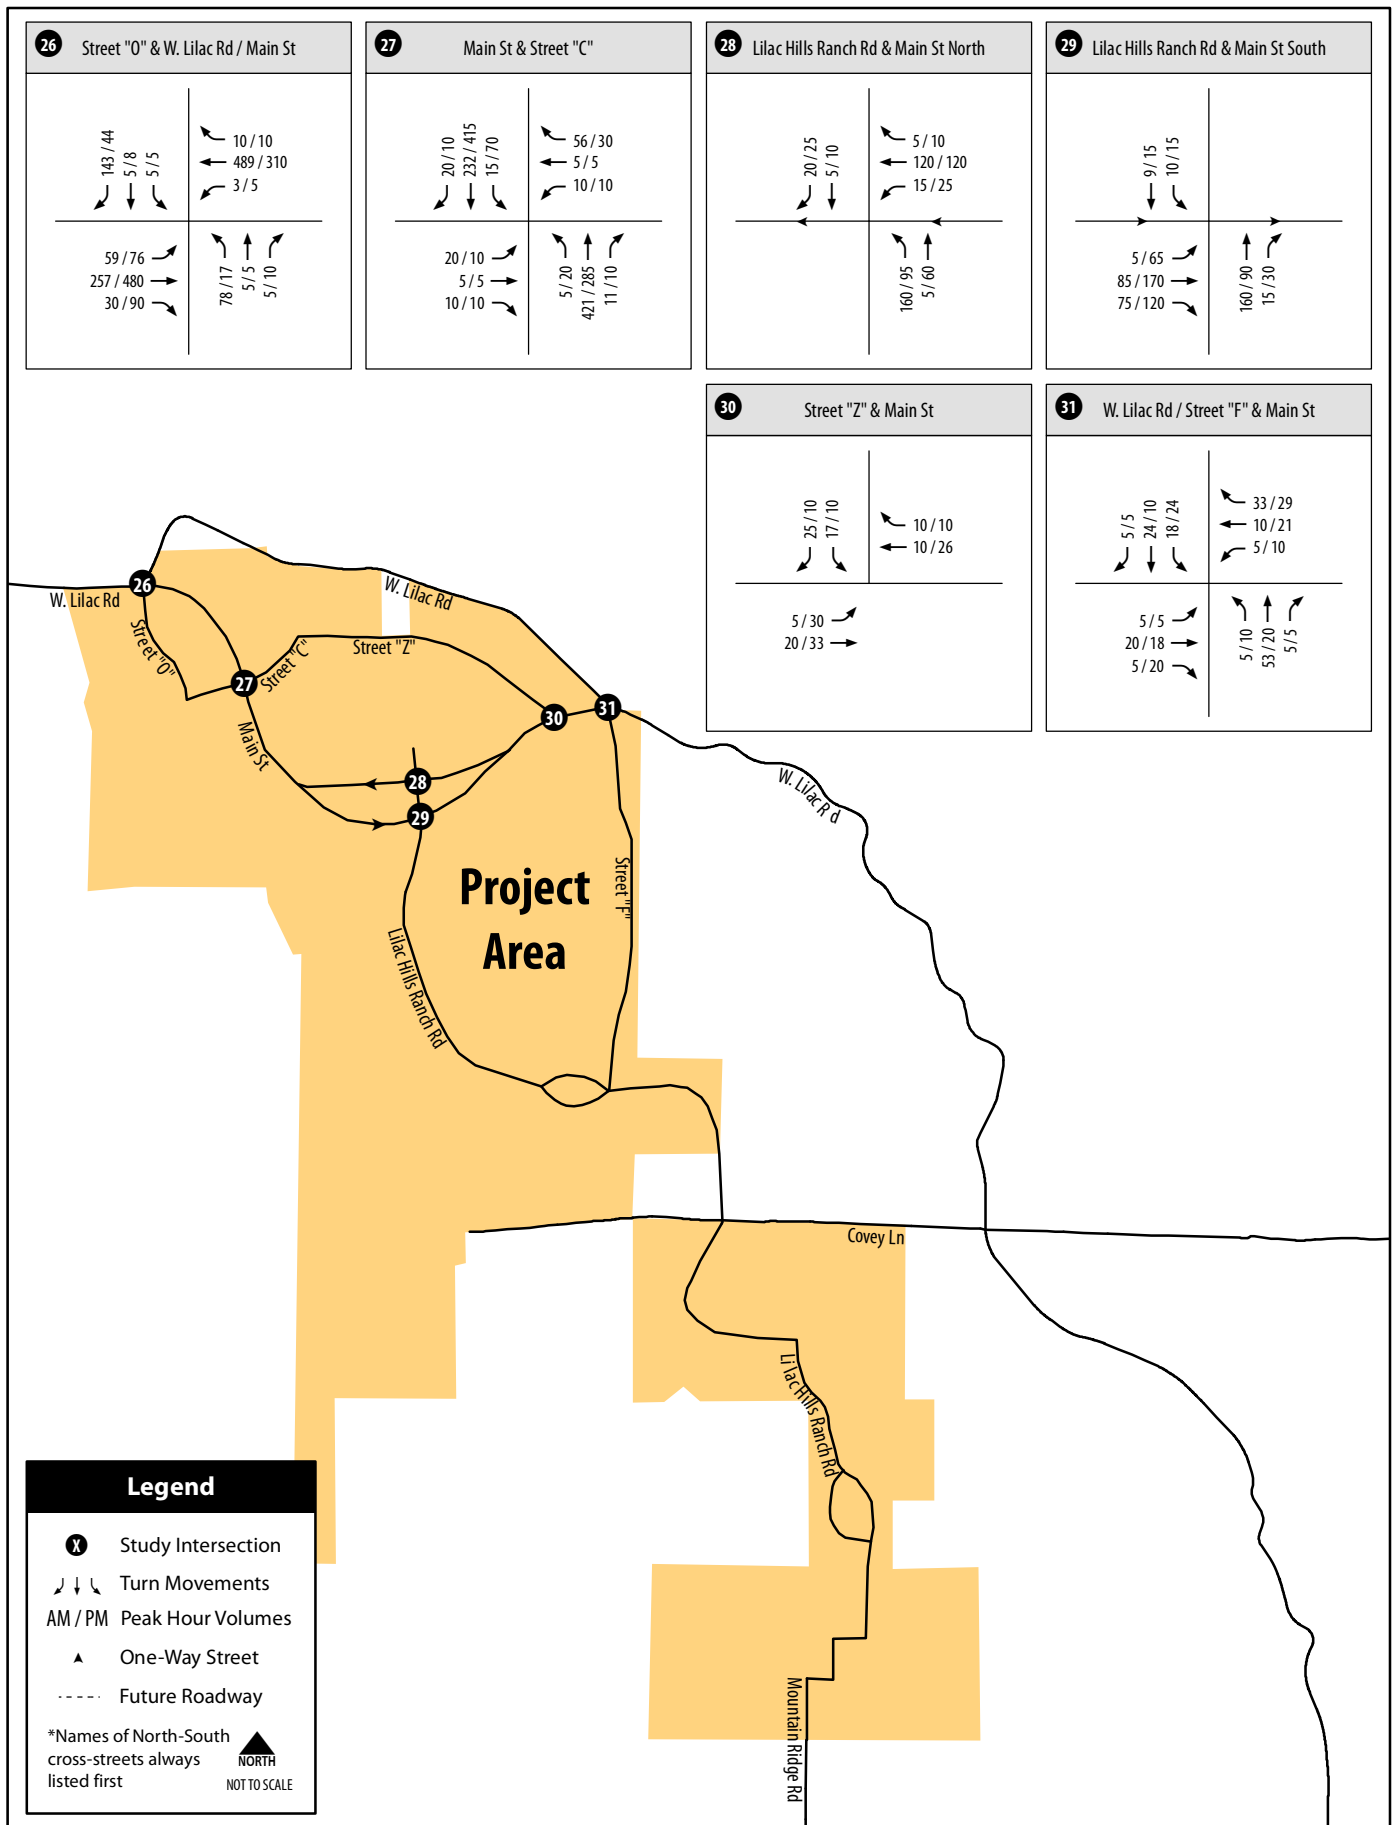 26 Street "O" & W. Lilac Rd / Main St
143 / 44
5 / 8
5 / 5
10 / 10
489 / 310
3 / 5
59 / 76
257 / 480
30 / 90
78 / 17
5 / 5
5 / 10
27 Main St & Street "C"
20 / 10
232 / 415
15 / 70
56 / 30
5 / 5
10 / 10
20 / 10
5 / 5
10 / 10
5 / 20
421 / 285
11 / 10
28 Lilac Hills Ranch Rd & Main St North
20 / 25
5 / 10
5 / 10
120 / 120
15 / 25
160 / 95
5 / 60
29 Lilac Hills Ranch Rd & Main St South
9 / 15
10 / 15
5 / 65
85 / 170
75 / 120
160 / 90
15 / 30
30 Street "Z" & Main St
25 / 10
17 / 10
10 / 10
10 / 26
5 / 30
20 / 33
31 W. Lilac Rd / Street "F" & Main St
5 / 5
24 / 10
18 / 24
33 / 29
10 / 21
5 / 10
5 / 5
20 / 18
5 / 20
5 / 10
53 / 20
5 / 5
26
W. Lilac Rd
W. Lilac Rd
Street "O"
Street "C"
Street "Z"
27
30
31
Main St
28
29
W. Lilac R d
Project
Area
Street "F"
Lilac Hills Ranch Rd
Covey Ln
Li lac Hills Ranch Rd
Mountain Ridge Rd
Legend
X Study Intersection
Turn Movements
AM / PM Peak Hour Volumes
One-Way Street
Future Roadway
*Names of North-South
cross-streets always
listed first
NORTH
NOT TO SCALE